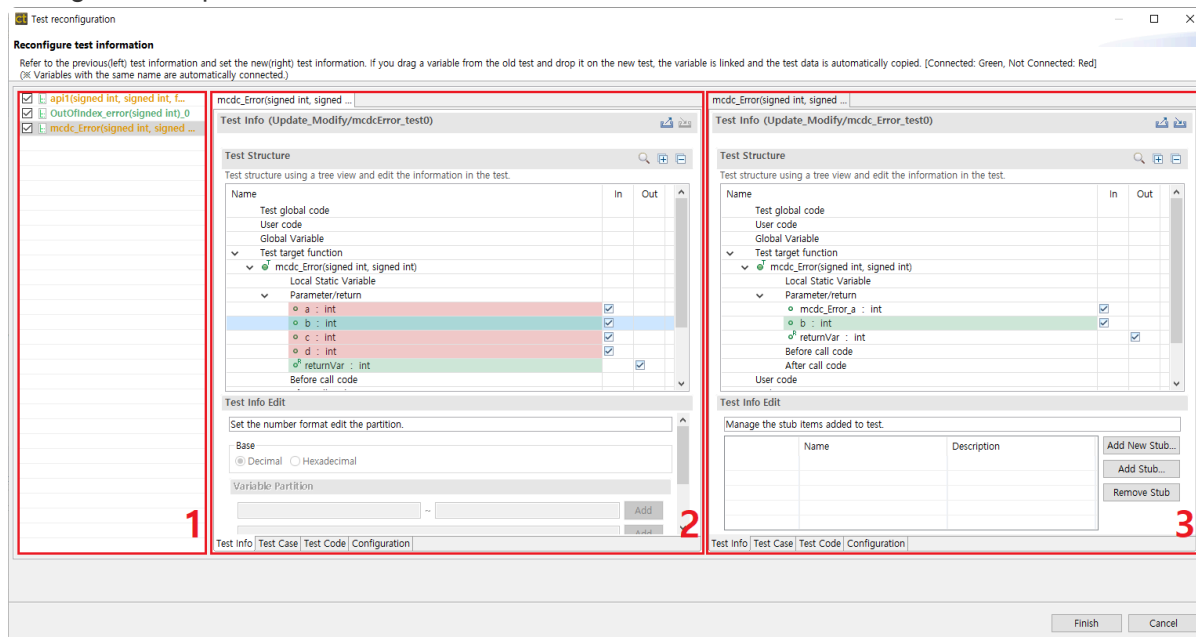 ct Test reconfiguration
Reconfigure test information
Refer to the previous(left) test information and set the new(right) test information. If you drag a variable from the old test and drop it on the new test, the variable is linked and the test data is automatically copied. [Connected: Green, Not Connected: Red]
(※ Variables with the same name are automatically connected.)
api1(signed int, signed int, f...
OutOfIndex_error(signed int)_0
mcdc_Error(signed int, signed ...
1
mcdc_Error(signed int, signed ...
Test Info (Update_Modify/mcdcError_test0)
Test Structure
Test structure using a tree view and edit the information in the test.
Name In Out
Test global code
User code
Global Variable
Test target function
mcdc_Error(signed int, signed int)
Local Static Variable
Parameter/return
a : int
b : int
c : int
d : int
returnVar : int
Before call code
Test Info Edit
Set the number format edit the partition.
Base
Decimal Hexadecimal
Variable Partition
~ Add
Add
2
Test Info Test Case Test Code Configuration
mcdc_Error(signed int, signed ...
Test Info (Update_Modify/mcdc_Error_test0)
Test Structure
Test structure using a tree view and edit the information in the test.
Name In Out
Test global code
User code
Global Variable
Test target function
mcdc_Error(signed int, signed int)
Local Static Variable
Parameter/return
mcdc_Error_a : int
b : int
returnVar : int
Before call code
After call code
User code
Test Info Edit
Manage the stub items added to test.
Name Description
Add New Stub...
Add Stub...
Remove Stub
3
Test Info Test Case Test Code Configuration
Finish Cancel